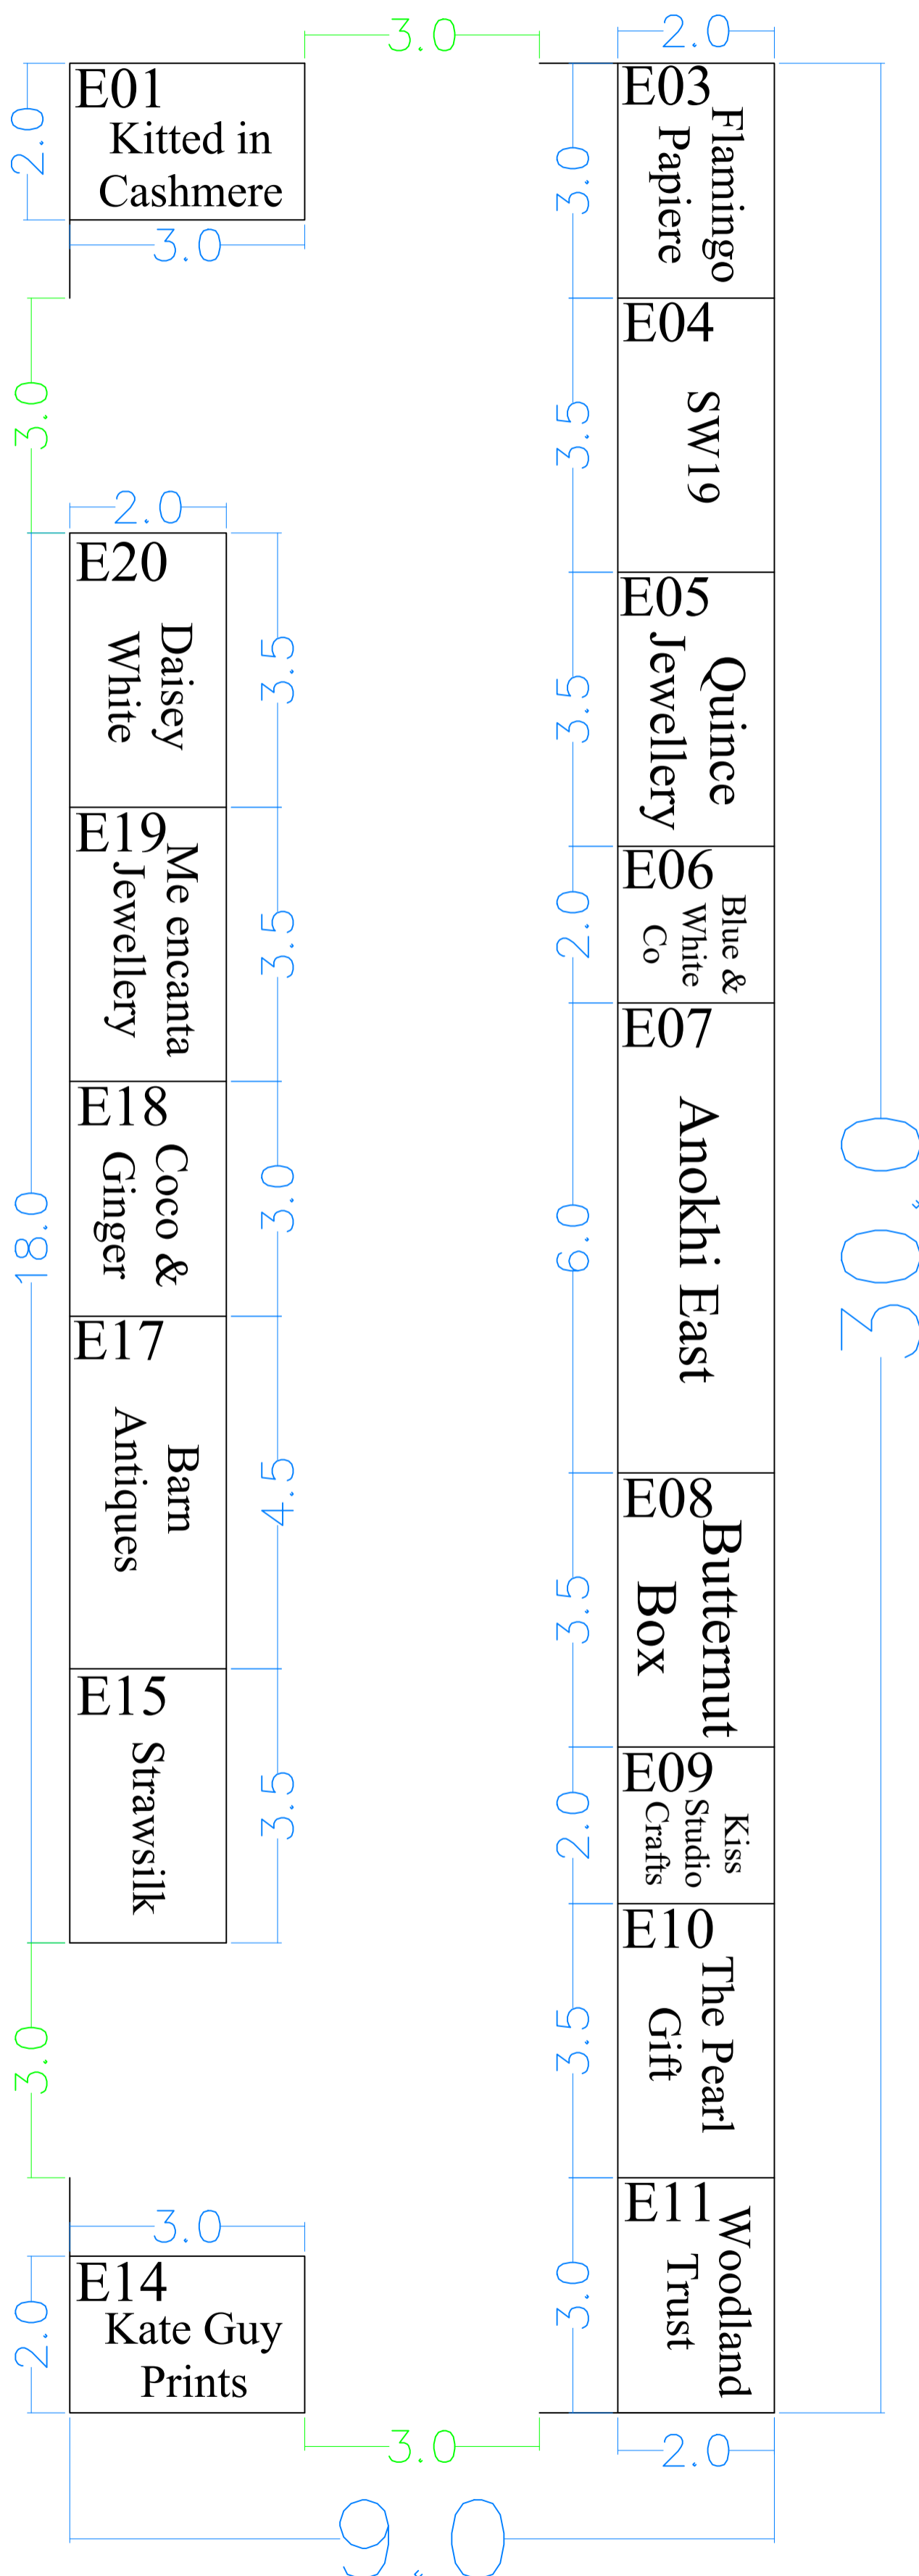 3.0
2.0
E01
Kitted in
Cashmere
2.0
3.0
E03
Flamingo
Papiere
3.0
E04
SW19
3.5
3.0
2.0
E20
Daisey
White
3.5
E05
Quince
Jewellery
3.5
E19
Me encanta
Jewellery
3.5
E06
Blue &
White
Co
2.0
E07
Anokhi East
6.0
30.0
E18
Coco &
Ginger
3.0
18.0
E17
Barn
Antiques
4.5
E08
Butternut
Box
3.5
E15
Strawsilk
3.5
E09
Kiss
Studio
Crafts
2.0
E10
The Pearl
Gift
3.5
3.0
E11
Woodland
Trust
3.0
3.0
E14
Kate Guy
Prints
2.0
3.0
2.0
9.0